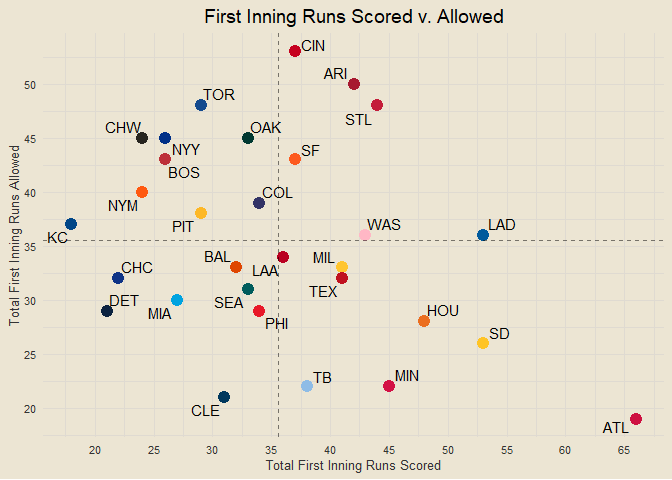 First Inning Runs Scored v. Allowed
CIN
ARI
50
TOR
STL
CHW
OAK
45
NYY
SF
BOS
Total First Inning Runs Allowed
40
COL
NYM
PIT
WAS
LAD
KC
35
BAL
LAA
MIL
CHC
TEX
30
DET
MIA
SEA
PHI
HOU
SD
25
TB
MIN
20
CLE
ATL
20
25
30
35
40
45
50
55
60
65
Total First Inning Runs Scored